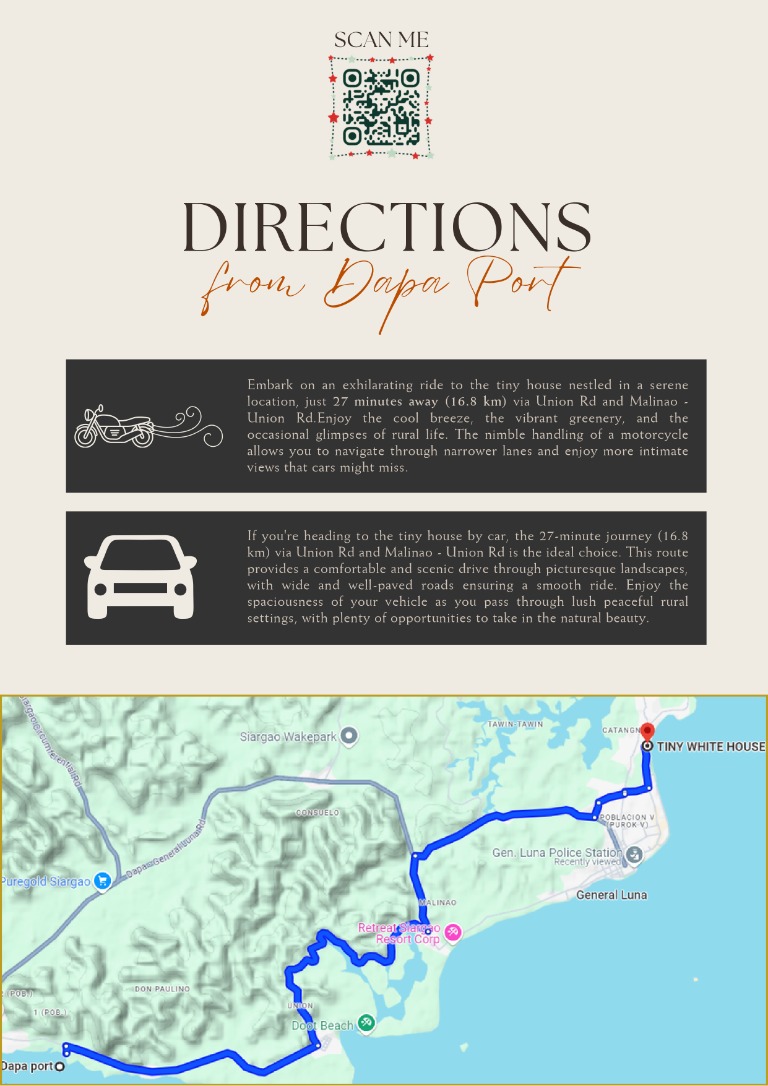 SCAN ME
DIRECTIONS
from Dapa Port
Embark on an exhilarating ride to the tiny house nestled in a serene
location, just 27 minutes away (16.8 km) via Union Rd and Malinao -
Union Rd.Enjoy the cool breeze, the vibrant greenery, and the
occasional glimpses of rural life. The nimble handling of a motorcycle
allows you to navigate through narrower lanes and enjoy more intimate
views that cars might miss.
If you're heading to the tiny house by car, the 27-minute journey (16.8
km) via Union Rd and Malinao - Union Rd is the ideal choice. This route
provides a comfortable and scenic drive through picturesque landscapes,
with wide and well-paved roads ensuring a smooth ride. Enjoy the
spaciousness of your vehicle as you pass through lush peaceful rural
settings, with plenty of opportunities to take in the natural beauty.
TAWIN-TAWIN
CATANGN
Siargao Wakepark
TINY WHITE HOUSE
Siargao Circumferential Rd
CONSUELO
POBLACION V
(PUROK V)
Dapa-General Luna Rd
Gen. Luna Police Station
Recently viewed
Puregold Siargao
General Luna
MALINAO
Retreat Siargao
Resort Corp
DON PAULINO
(POB.)
1 (POB.)
UNION
Doot Beach
Dapa port